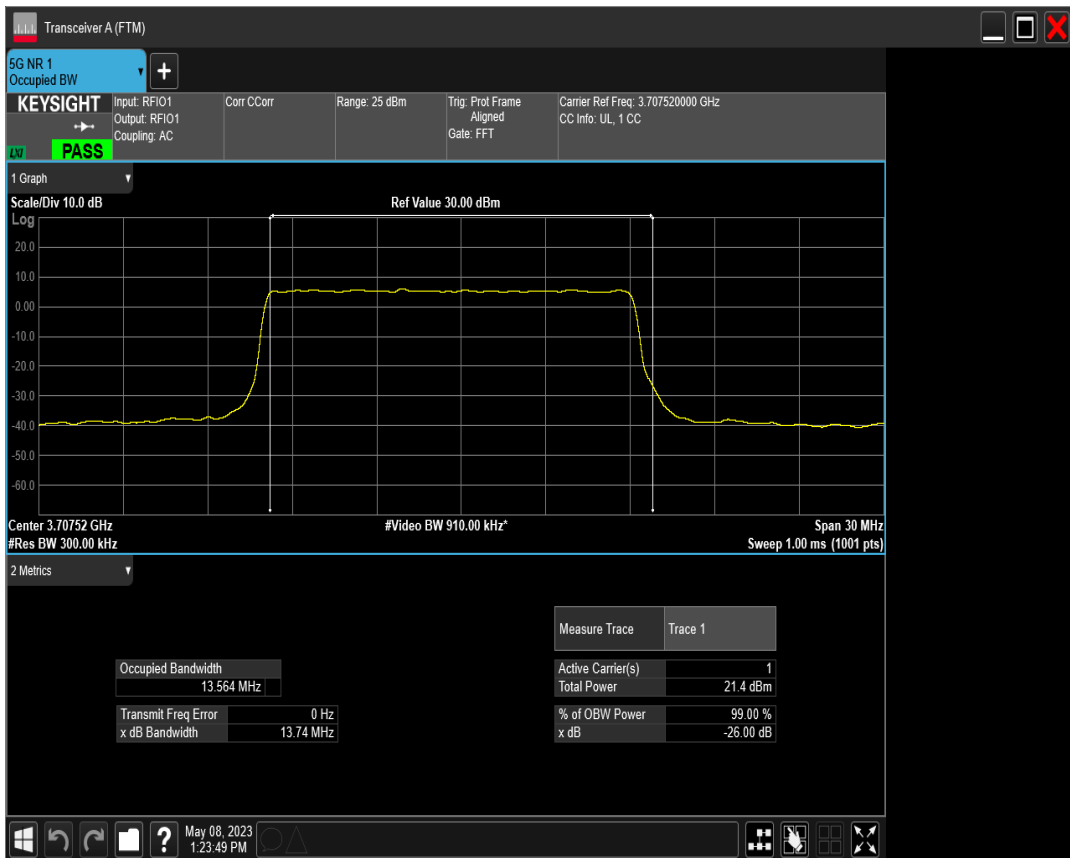 Transceiver A (FTM)
5G NR 1
Occupied BW
+
KEYSIGHT
LXI
PASS
Input: RFIO1
Output: RFIO1
Coupling: AC
Corr CCorr
Range: 25 dBm
Trig: Prot Frame
Aligned
Gate: FFT
Carrier Ref Freq: 3.707520000 GHz
CC Info: UL, 1 CC
1 Graph
Scale/Div 10.0 dB
Ref Value 30.00 dBm
Log
20.0
10.0
0.00
-10.0
-20.0
-30.0
-40.0
-50.0
-60.0
Center 3.70752 GHz
#Video BW 910.00 kHz*
Span 30 MHz
#Res BW 300.00 kHz
Sweep 1.00 ms (1001 pts)
2 Metrics
Measure Trace Trace 1
Occupied Bandwidth
13.564 MHz
Active Carrier(s) 1
Total Power 21.4 dBm
Transmit Freq Error 0 Hz
x dB Bandwidth 13.74 MHz
% of OBW Power 99.00 %
x dB -26.00 dB
?
May 08, 2023
1:23:49 PM